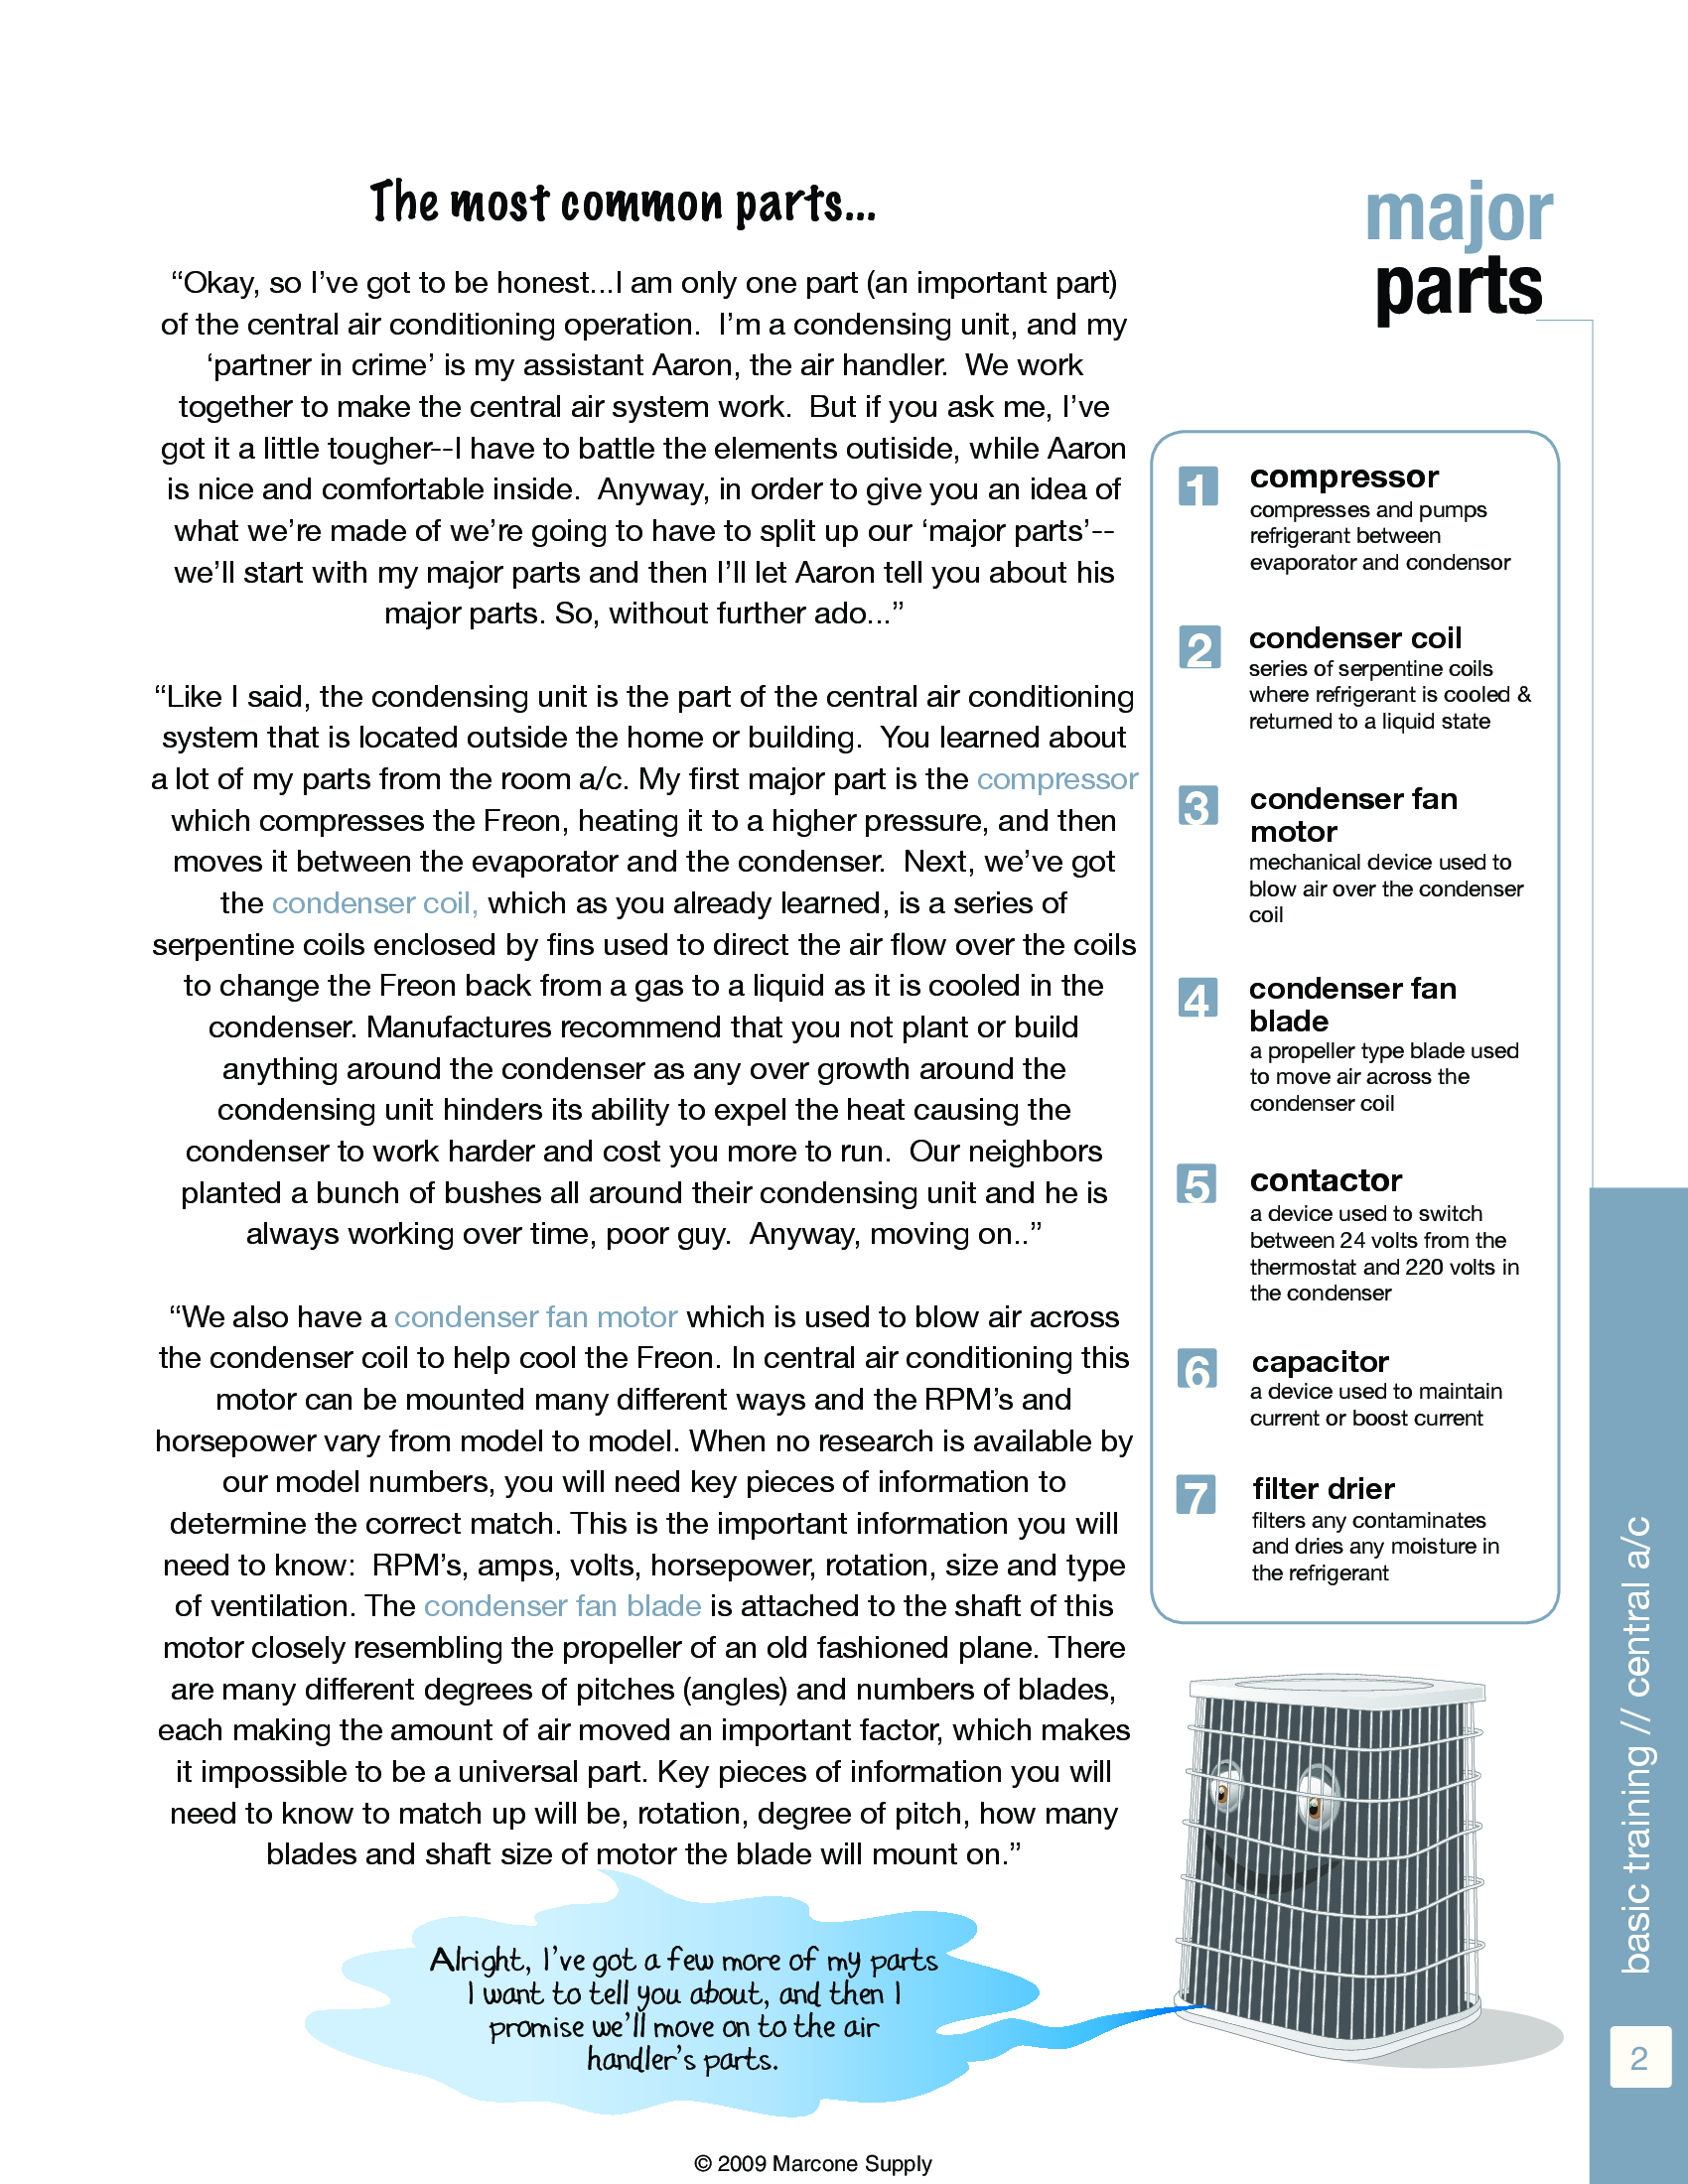 The most common parts...
“Okay, so I’ve got to be honest...I am only one part (an important part)
of the central air conditioning operation.  I’m a condensing unit, and my
‘partner in crime’ is my assistant Aaron, the air handler.  We work
together to make the central air system work.  But if you ask me, I’ve
got it a little tougher--I have to battle the elements outiside, while Aaron
is nice and comfortable inside.  Anyway, in order to give you an idea of
what we’re made of we’re going to have to split up our ‘major parts’--
we’ll start with my major parts and then I’ll let Aaron tell you about his
major parts. So, without further ado...”
“Like I said, the condensing unit is the part of the central air conditioning
system that is located outside the home or building.  You learned about
a lot of my parts from the room a/c. My first major part is the compressor
which compresses the Freon, heating it to a higher pressure, and then
moves it between the evaporator and the condenser.  Next, we’ve got
the condenser coil, which as you already learned, is a series of
serpentine coils enclosed by fins used to direct the air flow over the coils
to change the Freon back from a gas to a liquid as it is cooled in the
condenser. Manufactures recommend that you not plant or build
anything around the condenser as any over growth around the
condensing unit hinders its ability to expel the heat causing the
condenser to work harder and cost you more to run.  Our neighbors
planted a bunch of bushes all around their condensing unit and he is
always working over time, poor guy.  Anyway, moving on..”
“We also have a condenser fan motor which is used to blow air across
the condenser coil to help cool the Freon. In central air conditioning this
motor can be mounted many different ways and the RPM’s and
horsepower vary from model to model. When no research is available by
our model numbers, you will need key pieces of information to
determine the correct match. This is the important information you will
need to know:  RPM’s, amps, volts, horsepower, rotation, size and type
of ventilation. The condenser fan blade is attached to the shaft of this
motor closely resembling the propeller of an old fashioned plane. There
are many different degrees of pitches (angles) and numbers of blades,
each making the amount of air moved an important factor, which makes
it impossible to be a universal part. Key pieces of information you will
need to know to match up will be, rotation, degree of pitch, how many
blades and shaft size of motor the blade will mount on.”
Alright, I’ve got a few more of my parts
I want to tell you about, and then I
promise we’ll move on to the air
handler’s parts.
major
parts
1 compressor
compresses and pumps
refrigerant between
evaporator and condensor
2 condenser coil
series of serpentine coils
where refrigerant is cooled &
returned to a liquid state
3 condenser fan
motor
mechanical device used to
blow air over the condenser
coil
4 condenser fan
blade
a propeller type blade used
to move air across the
condenser coil
5 contactor
a device used to switch
between 24 volts from the
thermostat and 220 volts in
the condenser
6 capacitor
a device used to maintain
current or boost current
7 filter drier
filters any contaminates
and dries any moisture in
the refrigerant
basic training // central a/c
2
© 2009 Marcone Supply